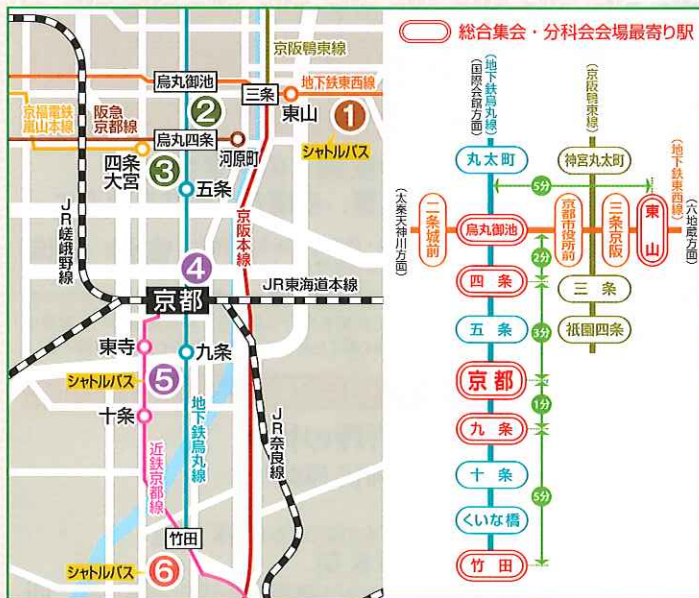 京阪鴨東線
烏丸御池
地下鉄東西線
三条
東山
②
①
京福電鉄
嵐山本線
阪急
京都線
烏丸四条
シャトルバス
四条
大宮
③
河原町
五条
JR嵯峨野線
京阪本線
④
京都
JR東海道本線
東寺
九条
シャトルバス
⑤
十条
地下鉄烏丸線
JR奈良線
近鉄京都線
竹田
シャトルバス
⑥
総合集会・分科会会場最寄り駅
(地下鉄烏丸線)
(国際会館方面)
(京阪鴨東線)
丸太町
神宮丸太町
(地下鉄東西線)
5分
(太秦天神川方面)
二条城前
烏丸御池
京都市役所前
三条京阪
東山
(六地蔵方面)
2分
四条
三条
五条
3分
祇園四条
京都
1分
九条
十条
5分
くいな橋
竹田